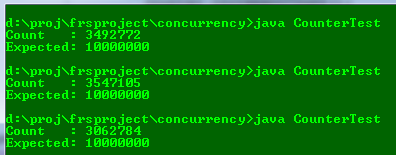 d:\proj\frsproject\concurrency>java CounterTest
Count   : 3492772
Expected: 10000000
d:\proj\frsproject\concurrency>java CounterTest
Count   : 3547105
Expected: 10000000
d:\proj\frsproject\concurrency>java CounterTest
Count   : 3062784
Expected: 10000000